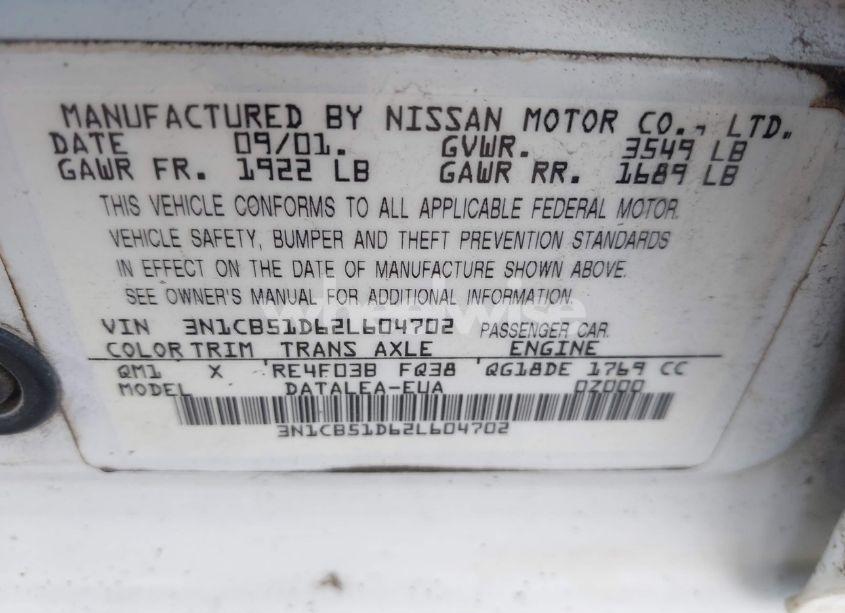 MANUFACTURED BY NISSAN MOTOR CO., LTD.
DATE 09/01. GVWR. 3549 LB
GAWR FR. 1922 LB GAWR RR. 1689 LB
THIS VEHICLE CONFORMS TO ALL APPLICABLE FEDERAL MOTOR
VEHICLE SAFETY, BUMPER AND THEFT PREVENTION STANDARDS
IN EFFECT ON THE DATE OF MANUFACTURE SHOWN ABOVE.
SEE OWNER'S MANUAL FOR ADDITIONAL INFORMATION.
wheelwise
VIN 3N1CB51D62L604702 PASSENGER CAR.
COLOR TRIM TRANS AXLE ENGINE
QM1 X RE4F03B FQ38 QG18DE 1769 CC
MODEL DATALEA-EUA 0Z000
3N1CB51D62L604702